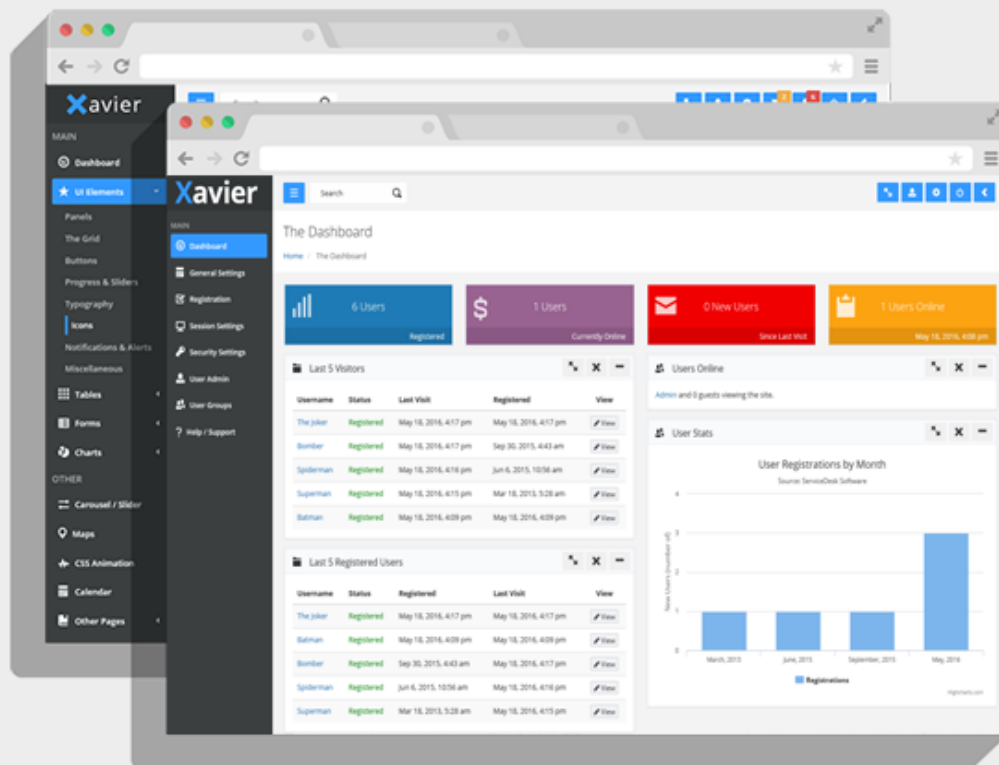 Xavier
MAIN
Dashboard
UI Elements
Panels
The Grid
Buttons
Progress & Sliders
Typography
Icons
Notifications & Alerts
Miscellaneous
Tables
Forms
Charts
OTHER
Carousel / Slider
Maps
CSS Animation
Calendar
Other Pages
Xavier
MAIN
Dashboard
General Settings
Registration
Session Settings
Security Settings
User Admin
User Groups
Help / Support
Search
The Dashboard
Home / The Dashboard
6 Users
Registered
1 Users
Currently Online
0 New Users
Since Last Visit
1 Users Online
May 18, 2016, 4:08 pm
Last 5 Visitors
Username Status Last Visit Registered View
The Joker Registered May 18, 2016, 4:17 pm May 18, 2016, 4:17 pm View
Bomber Registered May 18, 2016, 4:17 pm Sep 30, 2015, 4:43 am View
Spiderman Registered May 18, 2016, 4:16 pm Jun 6, 2015, 10:56 am View
Superman Registered May 18, 2016, 4:15 pm Mar 18, 2013, 5:28 am View
Batman Registered May 18, 2016, 4:09 pm May 18, 2016, 4:09 pm View
Last 5 Registered Users
Username Status Registered Last Visit View
The Joker Registered May 18, 2016, 4:17 pm May 18, 2016, 4:17 pm View
Batman Registered May 18, 2016, 4:09 pm May 18, 2016, 4:09 pm View
Bomber Registered Sep 30, 2015, 4:43 am May 18, 2016, 4:17 pm View
Spiderman Registered Jun 6, 2015, 10:56 am May 18, 2016, 4:16 pm View
Superman Registered Mar 18, 2013, 5:28 am May 18, 2016, 4:15 pm View
Users Online
Admin and 0 guests viewing the site.
User Stats
User Registrations by Month
Source: ServiceDesk Software
New Users (number of)
4
3
2
1
0
March, 2013 June, 2015 September, 2015 May, 2016
Registrations
Highcharts.com